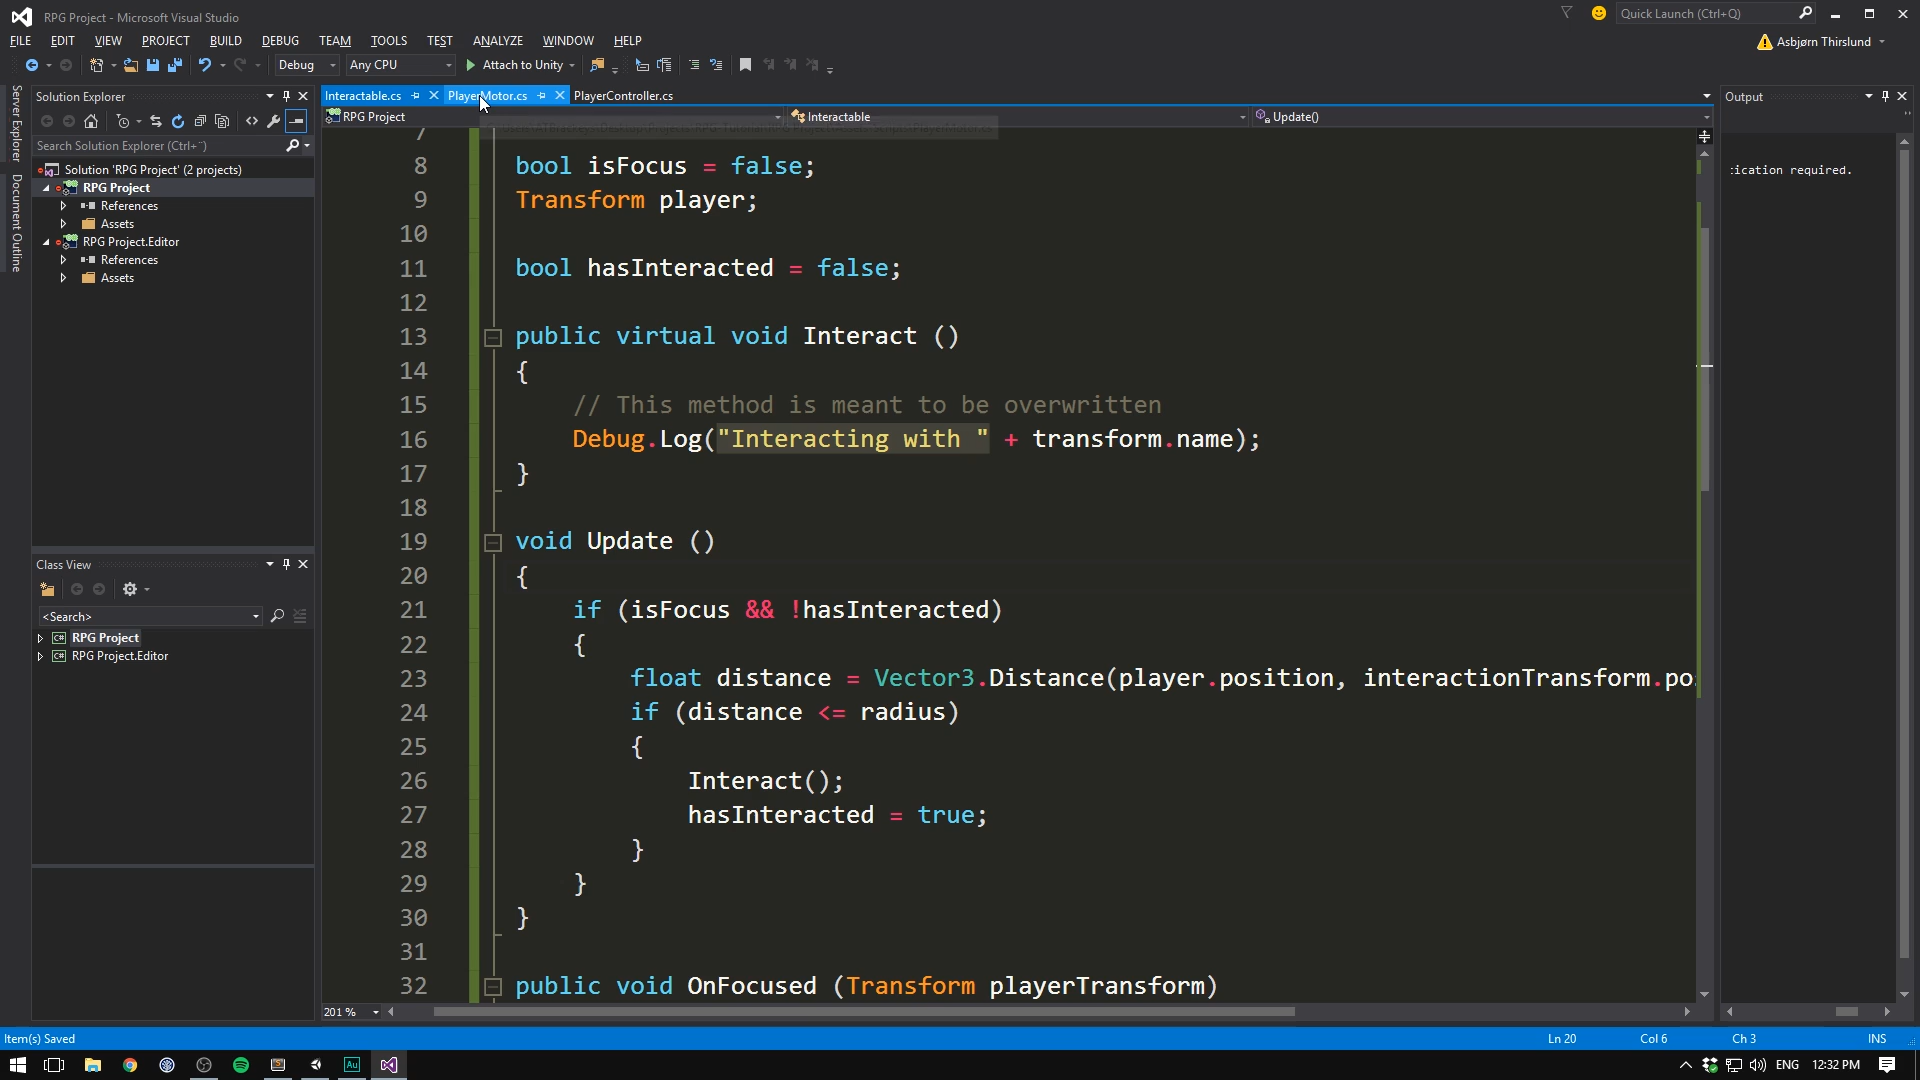 RPG Project - Microsoft Visual Studio
Quick Launch (Ctrl+Q)
FILE EDIT VIEW PROJECT BUILD DEBUG TEAM TOOLS TEST ANALYZE WINDOW HELP
Asbjørn Thirslund
Debug Any CPU Attach to Unity
Server Explorer
Document Outline
Solution Explorer
Search Solution Explorer (Ctrl+¨)
Solution 'RPG Project' (2 projects)
RPG Project
References
Assets
RPG Project.Editor
References
Assets
Class View
<Search>
RPG Project
RPG Project.Editor
Interactable.cs PlayerMotor.cs PlayerController.cs
RPG Project Interactable Update()
7
8 bool isFocus = false;
9 Transform player;
10
11 bool hasInteracted = false;
12
13 public virtual void Interact ()
14 {
15 // This method is meant to be overwritten
16 Debug.Log("Interacting with " + transform.name);
17 }
18
19 void Update ()
20 {
21 if (isFocus && !hasInteracted)
22 {
23 float distance = Vector3.Distance(player.position, interactionTransform.po
24 if (distance <= radius)
25 {
26 Interact();
27 hasInteracted = true;
28 }
29 }
30 }
31
32 public void OnFocused (Transform playerTransform)
201 %
Output
ication required.
Item(s) Saved
Ln 20 Col 6 Ch 3 INS
Au
ENG 12:32 PM